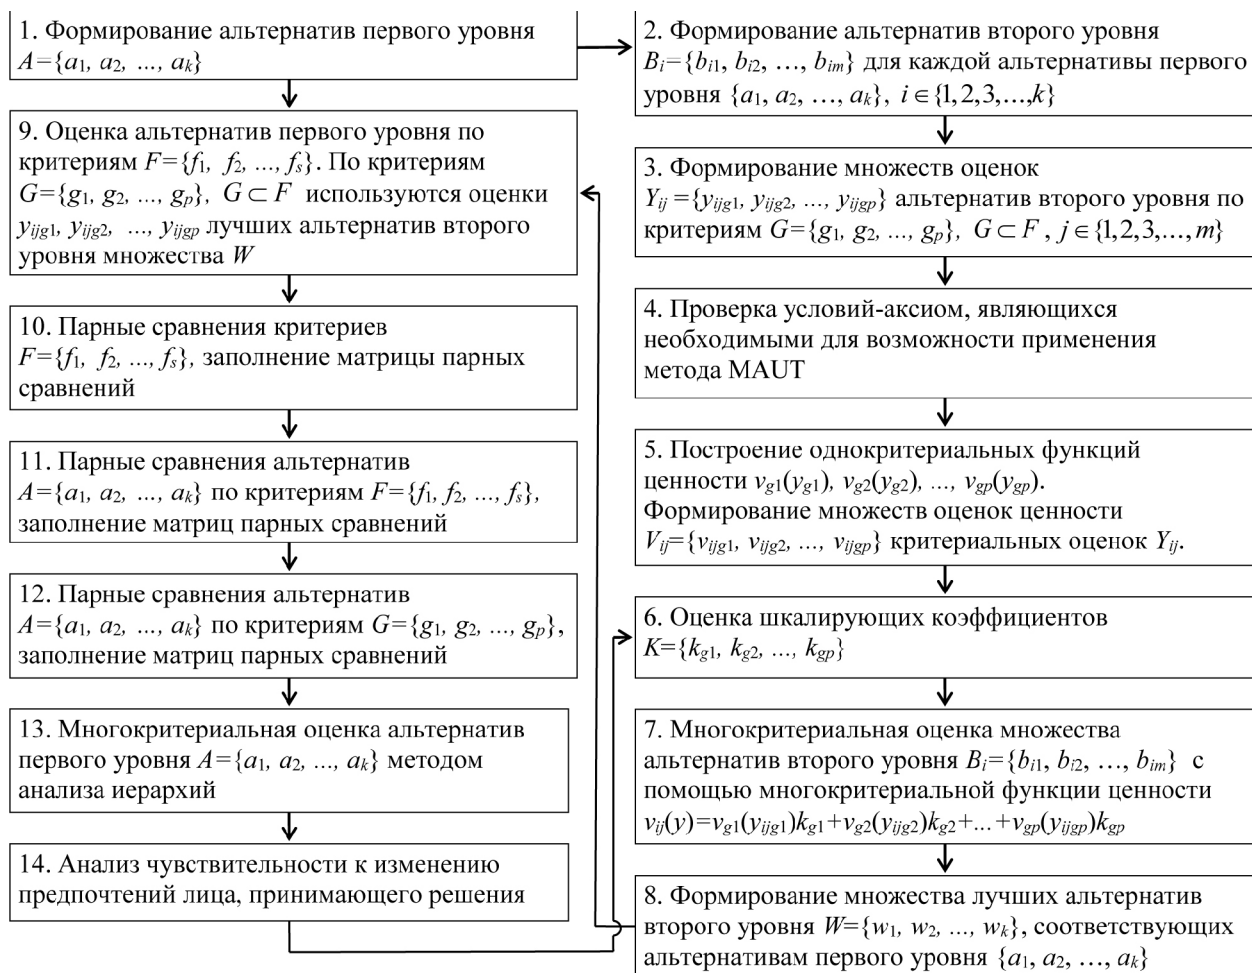 1. Формирование альтернатив первого уровня
A={a₁, a₂, ..., aₖ}
2. Формирование альтернатив второго уровня
Bᵢ={bᵢ₁, bᵢ₂, …, bᵢₘ} для каждой альтернативы первого
уровня {a₁, a₂, …, aₖ}, i∈{1,2,3,…,k}
3. Формирование множеств оценок
Yij ={yijg1, yijg2, ..., yijgp} альтернатив второго уровня по
критериям G={g₁, g₂, ..., gp}, G⊂F, j∈{1,2,3,…,m}
4. Проверка условий-аксиом, являющихся
необходимыми для возможности применения
метода MAUT
5. Построение однокритериальных функций
ценности vg1(yg1), vg2(yg2), ..., vgp(ygp).
Формирование множеств оценок ценности
Vij={vijg1, vijg2, ..., vijgp} критериальных оценок Yij.
6. Оценка шкалирующих коэффициентов
K={kg1, kg2, ..., kgp}
7. Многокритериальная оценка множества
альтернатив второго уровня Bᵢ={bᵢ₁, bᵢ₂, …, bᵢₘ} с
помощью многокритериальной функции ценности
vij(y)=vg1(yijg1)kg1+vg2(yijg2)kg2+...+vgp(yijgp)kgp
8. Формирование множества лучших альтернатив
второго уровня W={w₁, w₂, ..., wₖ}, соответствующих
альтернативам первого уровня {a₁, a₂, …, aₖ}
9. Оценка альтернатив первого уровня по
критериям F={f₁, f₂, ..., fs}. По критериям
G={g₁, g₂, ..., gp}, G⊂F используются оценки
yijg1, yijg2, ..., yijgp лучших альтернатив второго
уровня множества W
10. Парные сравнения критериев
F={f₁, f₂, ..., fs}, заполнение матрицы парных
сравнений
11. Парные сравнения альтернатив
A={a₁, a₂, ..., aₖ} по критериям F={f₁, f₂, ..., fs},
заполнение матриц парных сравнений
12. Парные сравнения альтернатив
A={a₁, a₂, ..., aₖ} по критериям G={g₁, g₂, ..., gp},
заполнение матриц парных сравнений
13. Многокритериальная оценка альтернатив
первого уровня A={a₁, a₂, ..., aₖ} методом
анализа иерархий
14. Анализ чувствительности к изменению
предпочтений лица, принимающего решения